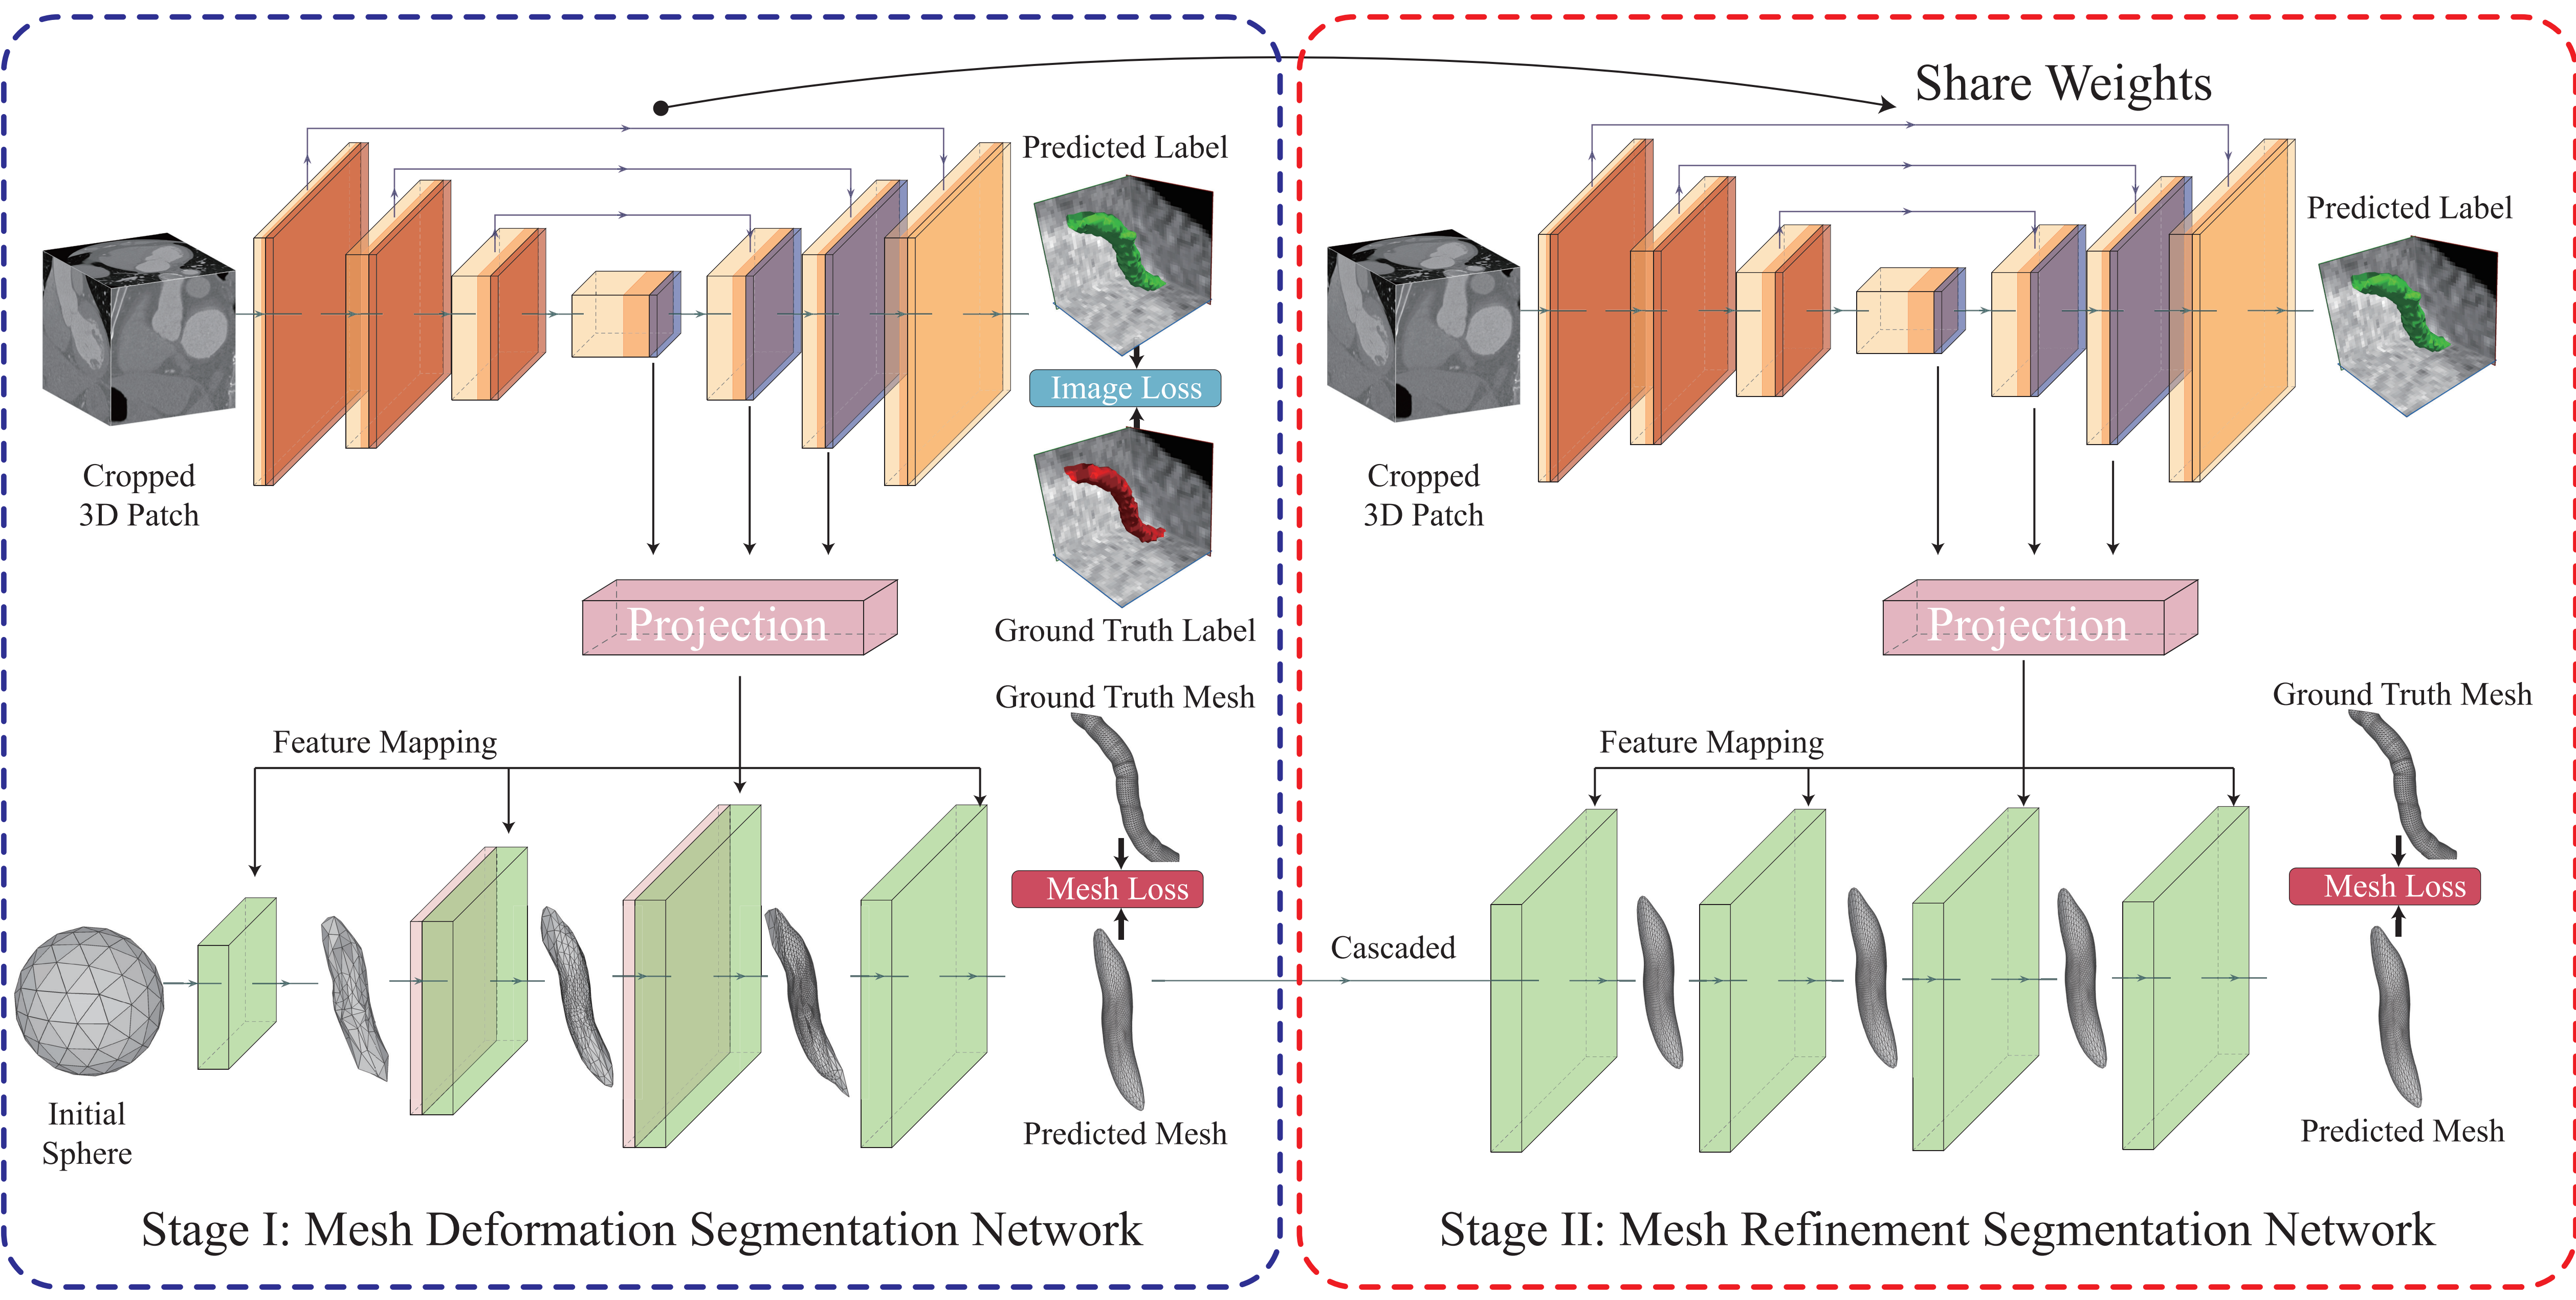 Share Weights
Predicted Label
Image Loss
Cropped
3D Patch
Projection
Ground Truth Label
Ground Truth Mesh
Feature Mapping
Mesh Loss
Initial
Sphere
Predicted Mesh
Stage I: Mesh Deformation Segmentation Network
Predicted Label
Cropped
3D Patch
Projection
Ground Truth Mesh
Feature Mapping
Mesh Loss
Cascaded
Predicted Mesh
Stage II: Mesh Refinement Segmentation Network